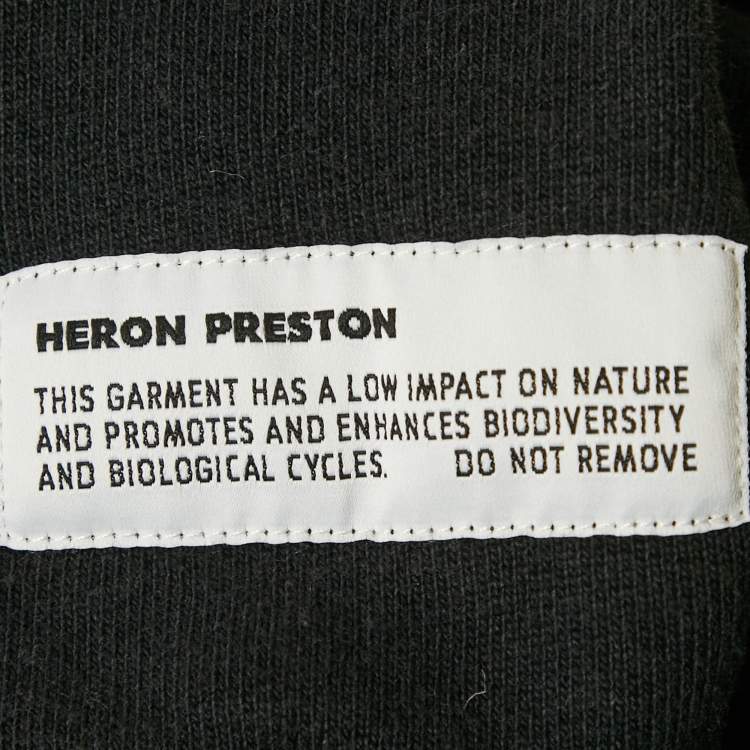 HERON PRESTON
THIS GARMENT HAS A LOW IMPACT ON NATURE
AND PROMOTES AND ENHANCES BIODIVERSITY
AND BIOLOGICAL CYCLES. DO NOT REMOVE